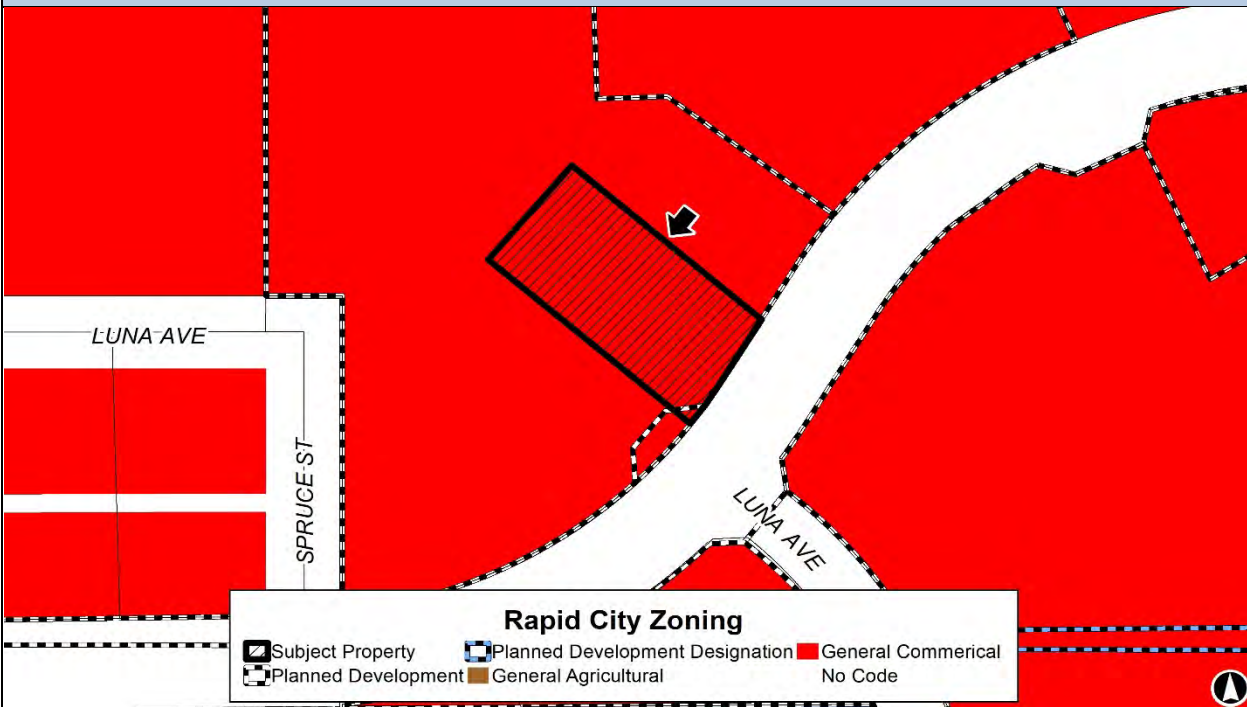 LUNA AVE
SPRUCE ST
LUNA AVE
Rapid City Zoning
Subject Property
Planned Development Designation
General Commerical
Planned Development
General Agricultural
No Code